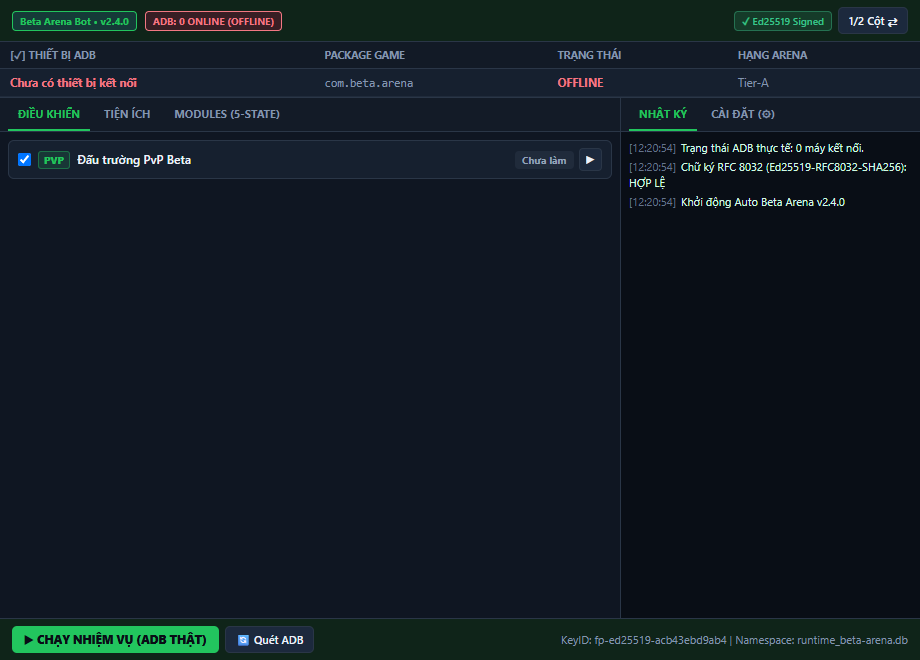 Beta Arena Bot • v2.4.0 ADB: 0 ONLINE (OFFLINE) ✓ Ed25519 Signed 1/2 Cột ⇄
[✓] THIẾT BỊ ADB PACKAGE GAME TRẠNG THÁI HẠNG ARENA
Chưa có thiết bị kết nối com.beta.arena OFFLINE Tier-A
ĐIỀU KHIỂN TIỆN ÍCH MODULES (5-STATE)
PVP Đấu trường PvP Beta Chưa làm ▶
NHẬT KÝ CÀI ĐẶT (⚙)
[12:20:54] Trạng thái ADB thực tế: 0 máy kết nối.
[12:20:54] Chữ ký RFC 8032 (Ed25519-RFC8032-SHA256):
HỢP LỆ
[12:20:54] Khởi động Auto Beta Arena v2.4.0
▶ CHẠY NHIỆM VỤ (ADB THẬT) 🔄 Quét ADB KeyID: fp-ed25519-acb43ebd9ab4 | Namespace: runtime_beta-arena.db